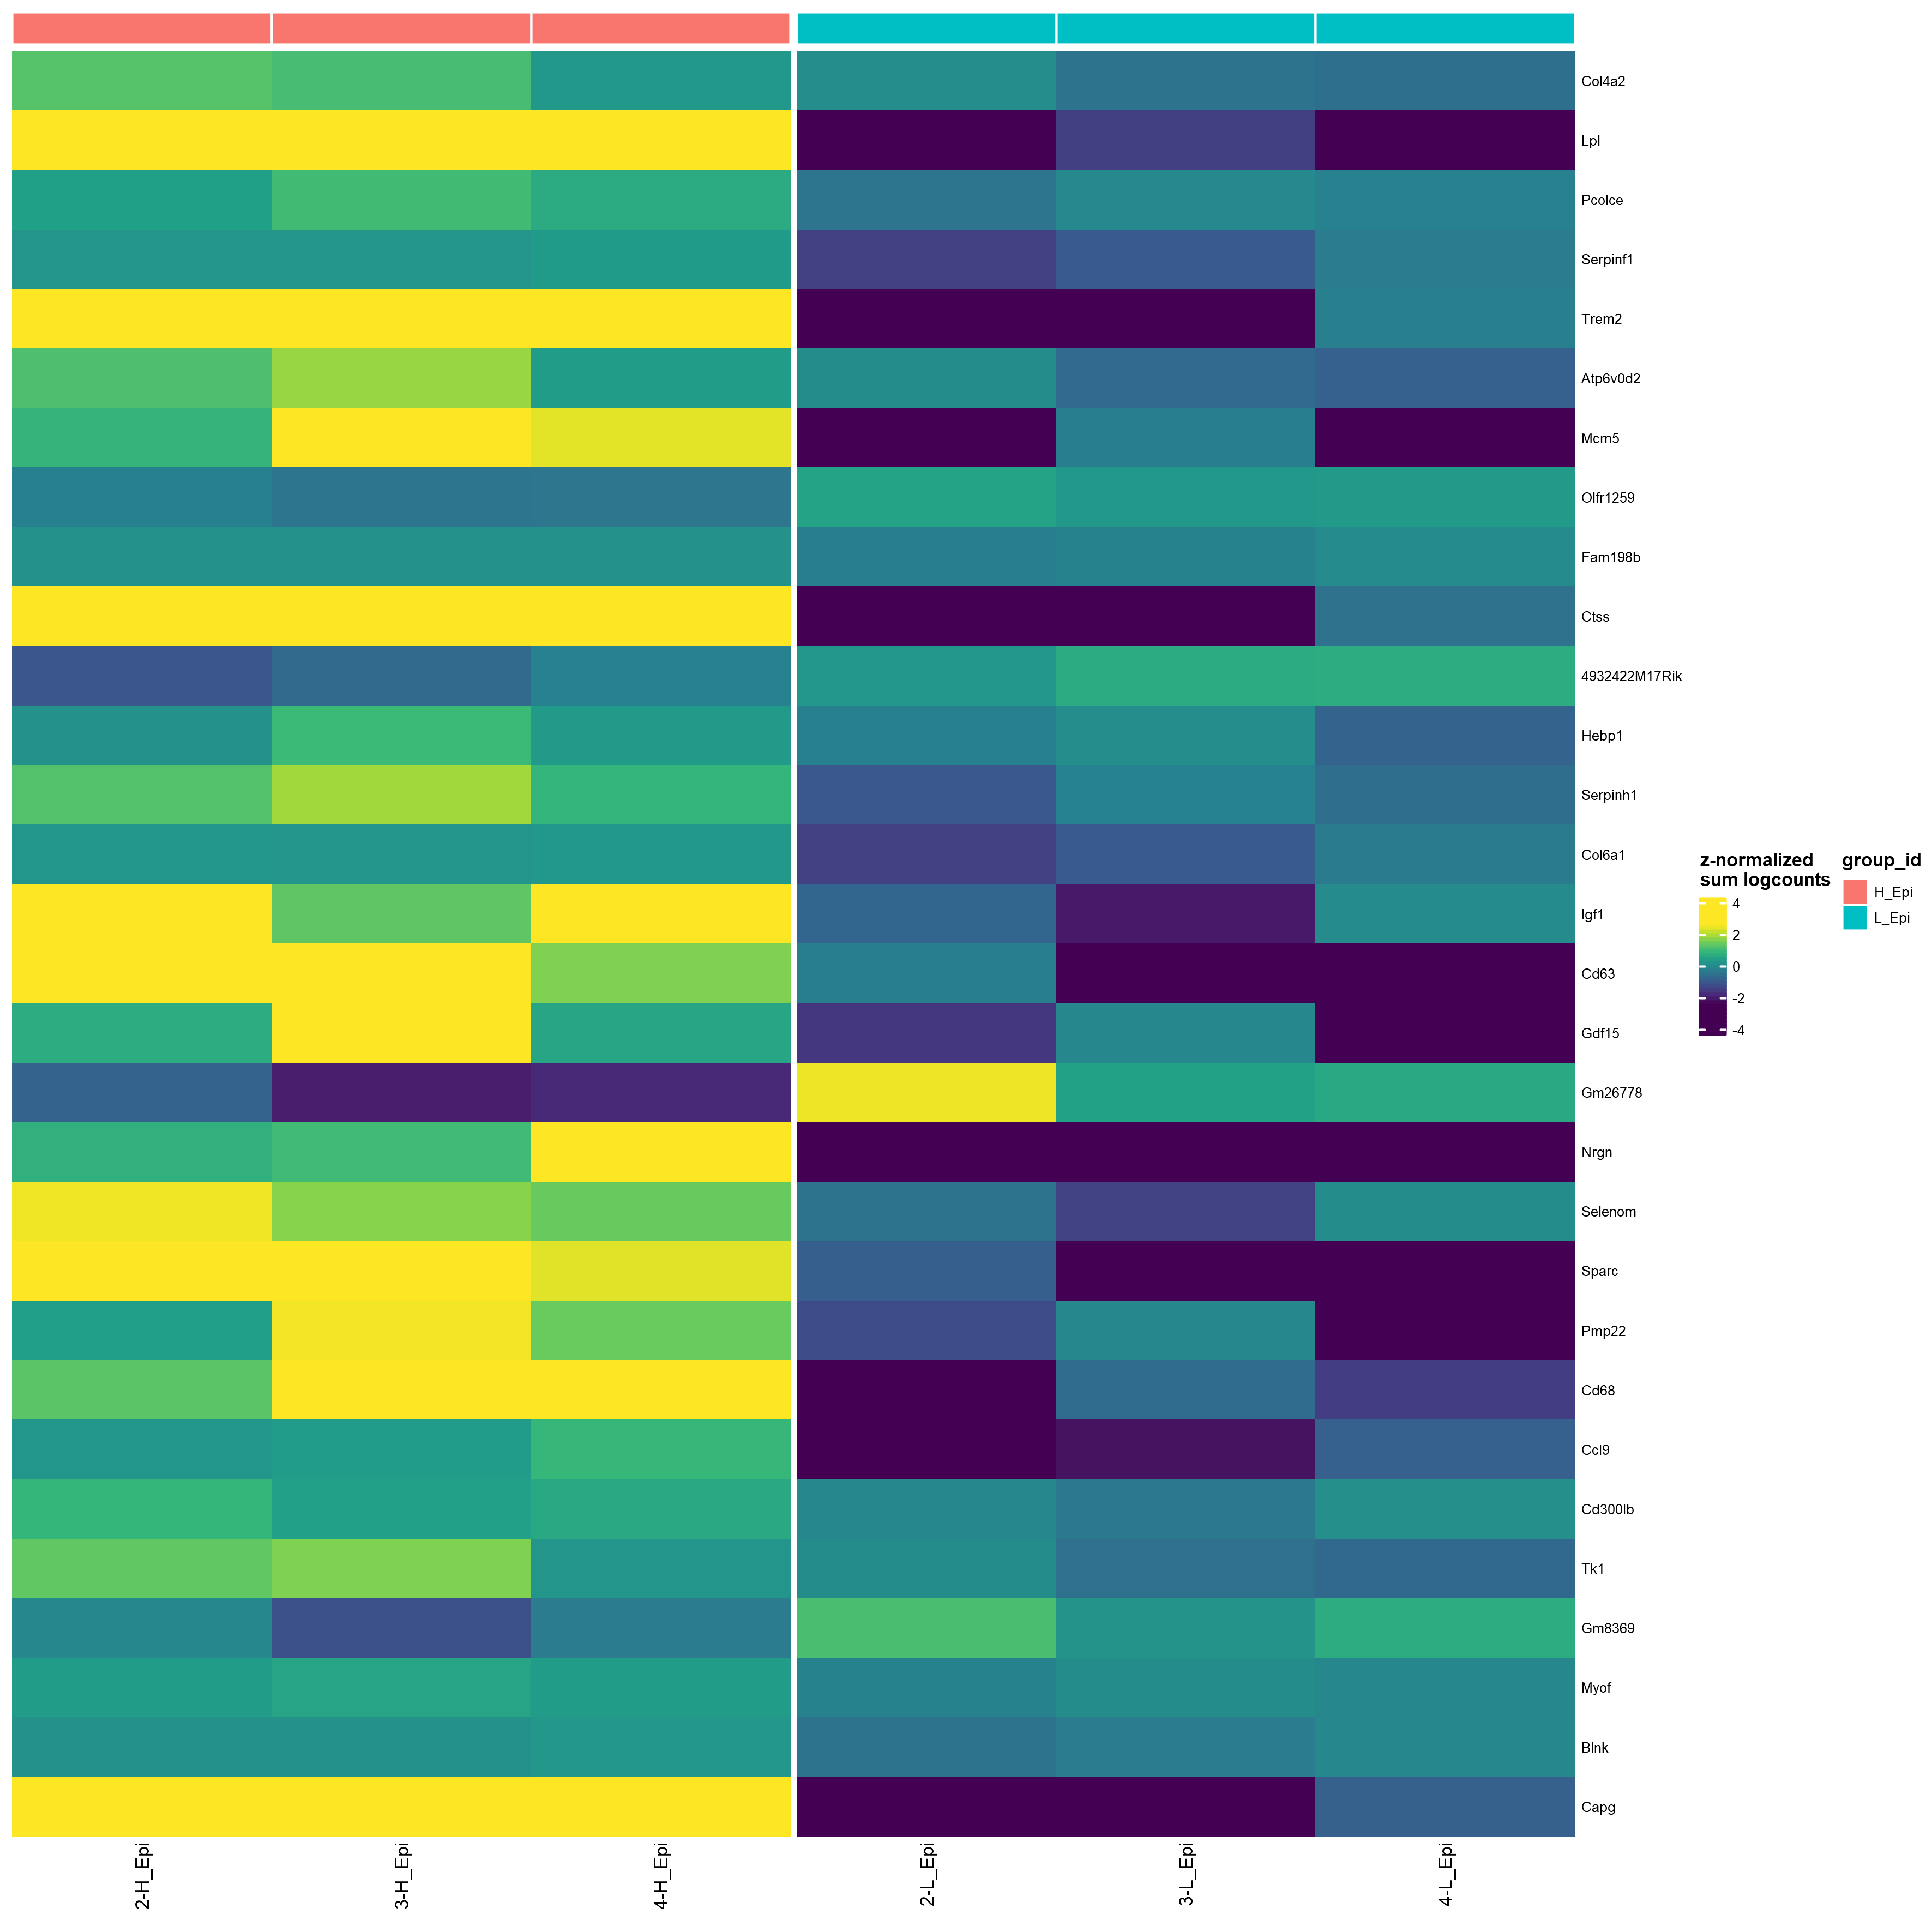 Col4a2
Lpl
Pcolce
Serpinf1
Trem2
Atp6v0d2
Mcm5
Olfr1259
Fam198b
Ctss
4932422M17Rik
Hebp1
Serpinh1
Col6a1
Igf1
Cd63
Gdf15
Gm26778
Nrgn
Selenom
Sparc
Pmp22
Cd68
Ccl9
Cd300lb
Tk1
Gm8369
Myof
Blnk
Capg
2-H_Epi
3-H_Epi
4-H_Epi
2-L_Epi
3-L_Epi
4-L_Epi
z-normalized
sum logcounts
4
2
0
-2
-4
group_id
H_Epi
L_Epi